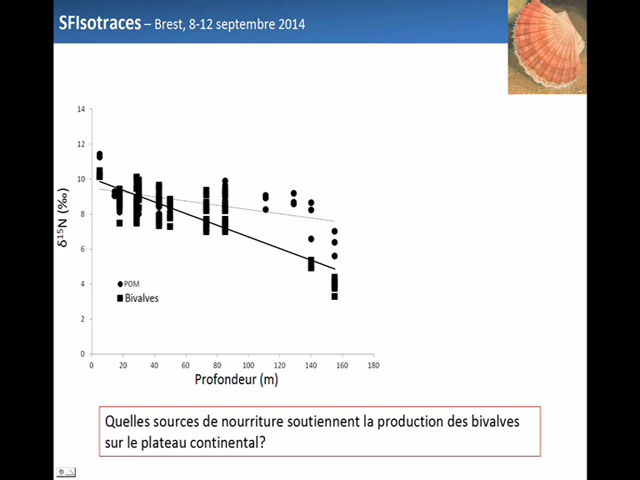 SFIsotraces – Brest, 8-12 septembre 2014
14
12
10
8
6
4
2
0
δ¹⁵N (‰)
POM
Bivalves
0 20 40 60 80 100 120 140 160 180
Profondeur (m)
Quelles sources de nourriture soutiennent la production des bivalves
sur le plateau continental?